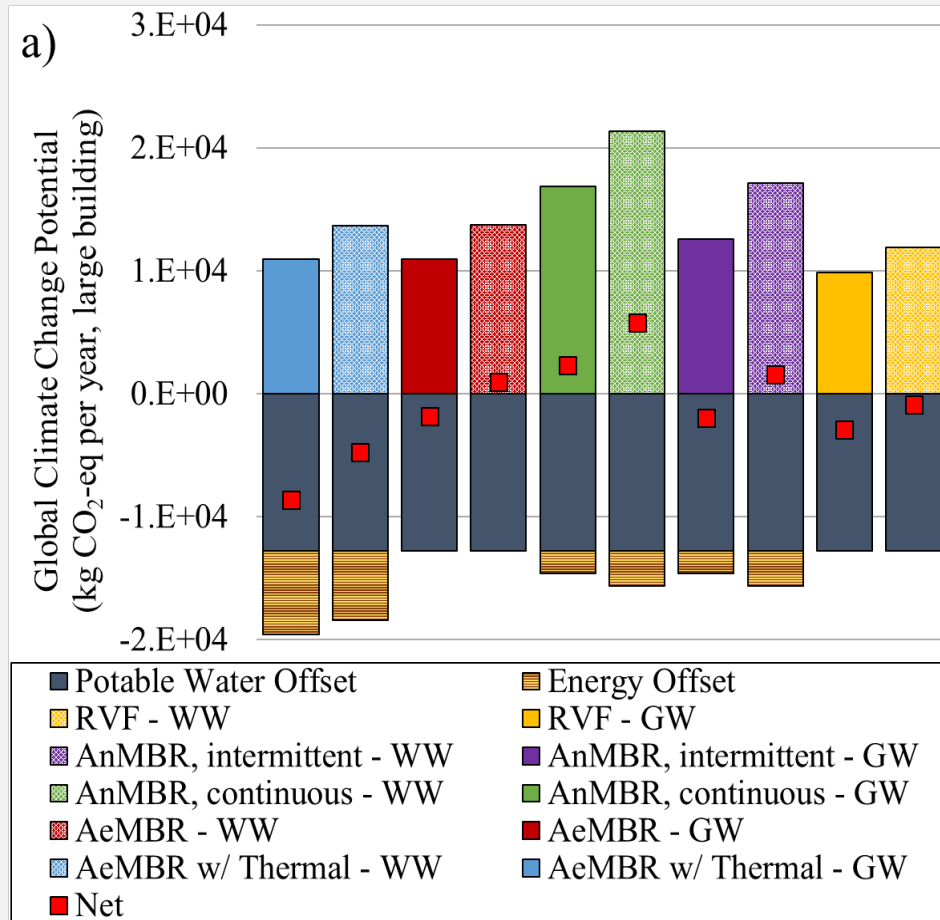 a)
Global Climate Change Potential
(kg CO₂-eq per year, large building)
3.E+04
2.E+04
1.E+04
0.E+00
-1.E+04
-2.E+04
Potable Water Offset
Energy Offset
RVF - WW
RVF - GW
AnMBR, intermittent - WW
AnMBR, intermittent - GW
AnMBR, continuous - WW
AnMBR, continuous - GW
AeMBR - WW
AeMBR - GW
AeMBR w/ Thermal - WW
AeMBR w/ Thermal - GW
Net